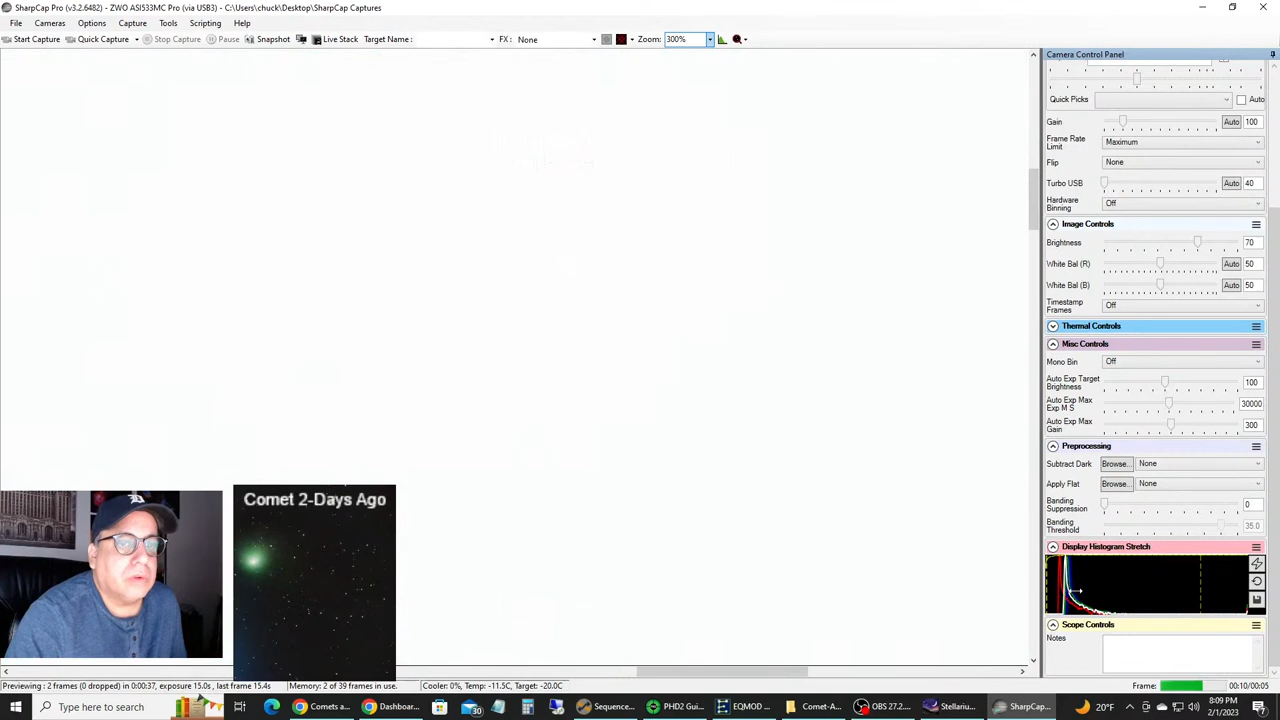 SharpCap Pro (v3.2.6482) - ZWO ASI533MC Pro (via USB3) - C:\Users\chuck\Desktop\SharpCap Captures
File Cameras Options Capture Tools Scripting Help
Start Capture Quick Capture Stop Capture Pause Snapshot Live Stack Target Name : FX : None Zoom: 300%
Camera Control Panel
Quick Picks Auto
Gain Auto 100
Frame Rate
Limit Maximum
Flip None
Turbo USB Auto 40
Hardware
Binning Off
Image Controls
Brightness 70
White Bal (R) Auto 50
White Bal (B) Auto 50
Timestamp
Frames Off
Thermal Controls
Misc Controls
Mono Bin Off
Auto Exp Target
Brightness 100
Auto Exp Max
Exp M S 30000
Auto Exp Max
Gain 300
Preprocessing
Subtract Dark Browse... None
Apply Flat Browse... None
Banding
Suppression 0
Banding
Threshold 35.0
Display Histogram Stretch
Scope Controls
Notes
Comet 2-Days Ago
Previewing : 2 frames (0 dropped) in 0:00:37, exposure 15.0s, last frame 15.4s Memory: 2 of 39 frames in use. Cooler: 0%, Temp: -11.5C, Target: -20.0C Frame: 00:10/00:05
Type here to search Comets a... Dashboar... 30 Sequence... PHD2 Gui... EQMOD ... Comet-A... OBS 27.2... Stellariu... SharpCap... 20°F 8:09 PM
2/1/2023